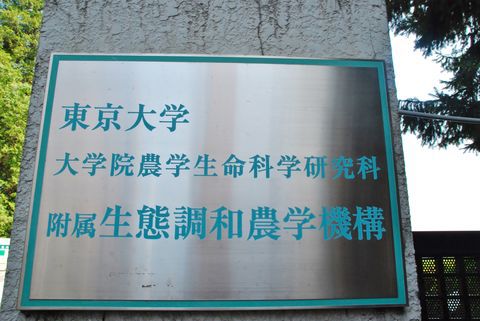 東京大学
大学院農学生命科学研究科
附属生態調和農学機構